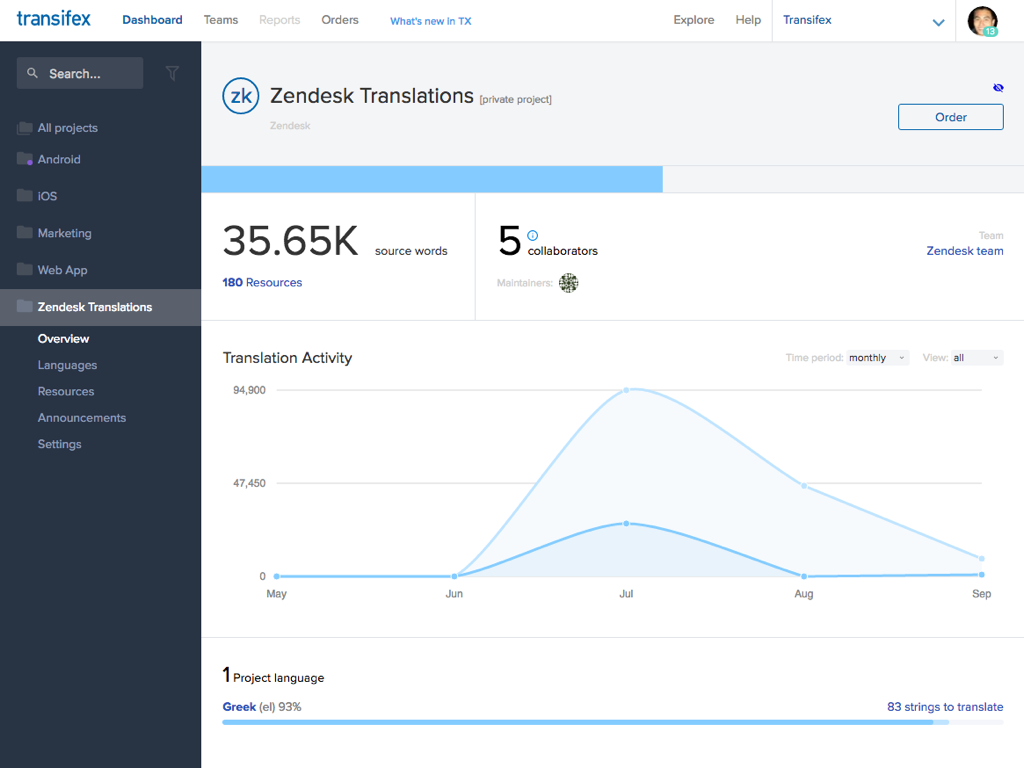 transifex Dashboard Teams Reports Orders What's new in TX Explore Help Transifex
13
Search...
All projects
Android
iOS
Marketing
Web App
Zendesk Translations
Overview
Languages
Resources
Announcements
Settings
zk Zendesk Translations [private project]
Zendesk
Order
35.65K source words
180 Resources
5 collaborators
Maintainers:
Team
Zendesk team
Translation Activity Time period: monthly View: all
94,900
47,450
0
May Jun Jul Aug Sep
1 Project language
Greek (el) 93% 83 strings to translate